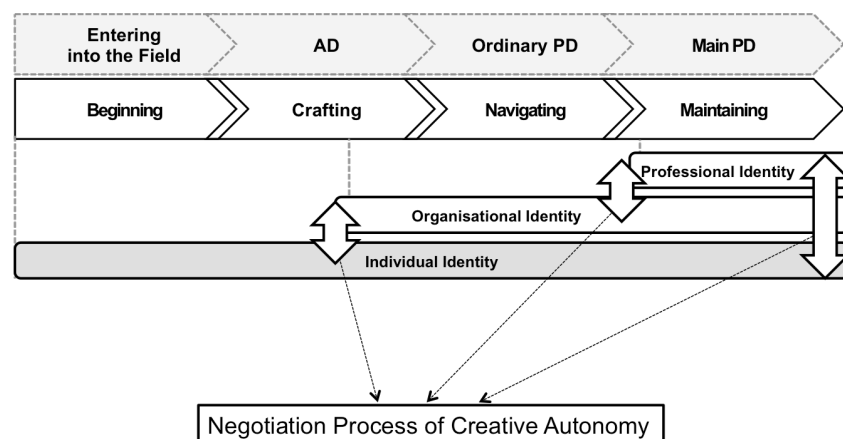 Entering
into the Field
AD
Ordinary PD
Main PD
Beginning
Crafting
Navigating
Maintaining
Professional Identity
Organisational Identity
Individual Identity
Negotiation Process of Creative Autonomy